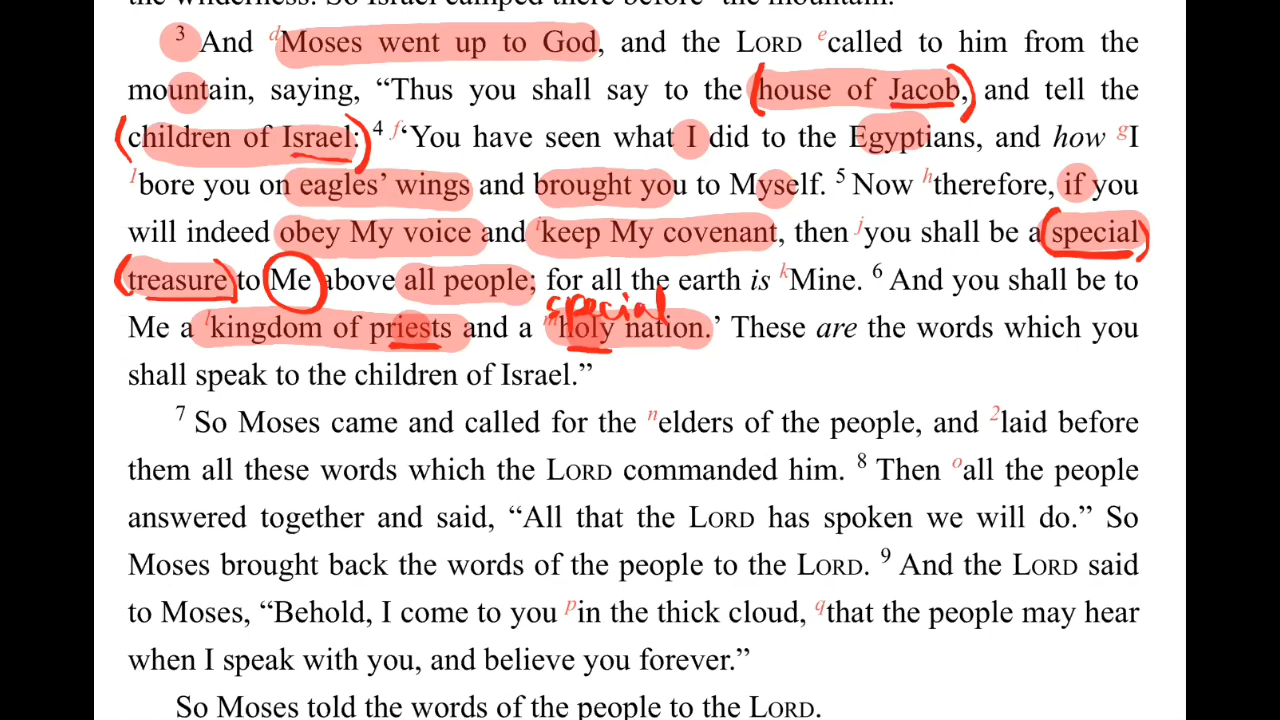 the wilderness. So Israel camped there before the mountain.
3 And dMoses went up to God, and the LORD ecalled to him from the
mountain, saying, “Thus you shall say to the house of Jacob, and tell the
children of Israel: 4 f‘You have seen what I did to the Egyptians, and how gI
lbore you on eagles’ wings and brought you to Myself. 5 Now htherefore, if you
will indeed obey My voice and ikeep My covenant, then jyou shall be a special
treasure to Me above all people; for all the earth is kMine. 6 And you shall be to
special
Me a lkingdom of priests and a mholy nation.’ These are the words which you
shall speak to the children of Israel.”
7 So Moses came and called for the nelders of the people, and 2laid before
them all these words which the LORD commanded him. 8 Then oall the people
answered together and said, “All that the LORD has spoken we will do.” So
Moses brought back the words of the people to the LORD. 9 And the LORD said
to Moses, “Behold, I come to you pin the thick cloud, qthat the people may hear
when I speak with you, and believe you forever.”
So Moses told the words of the people to the LORD.